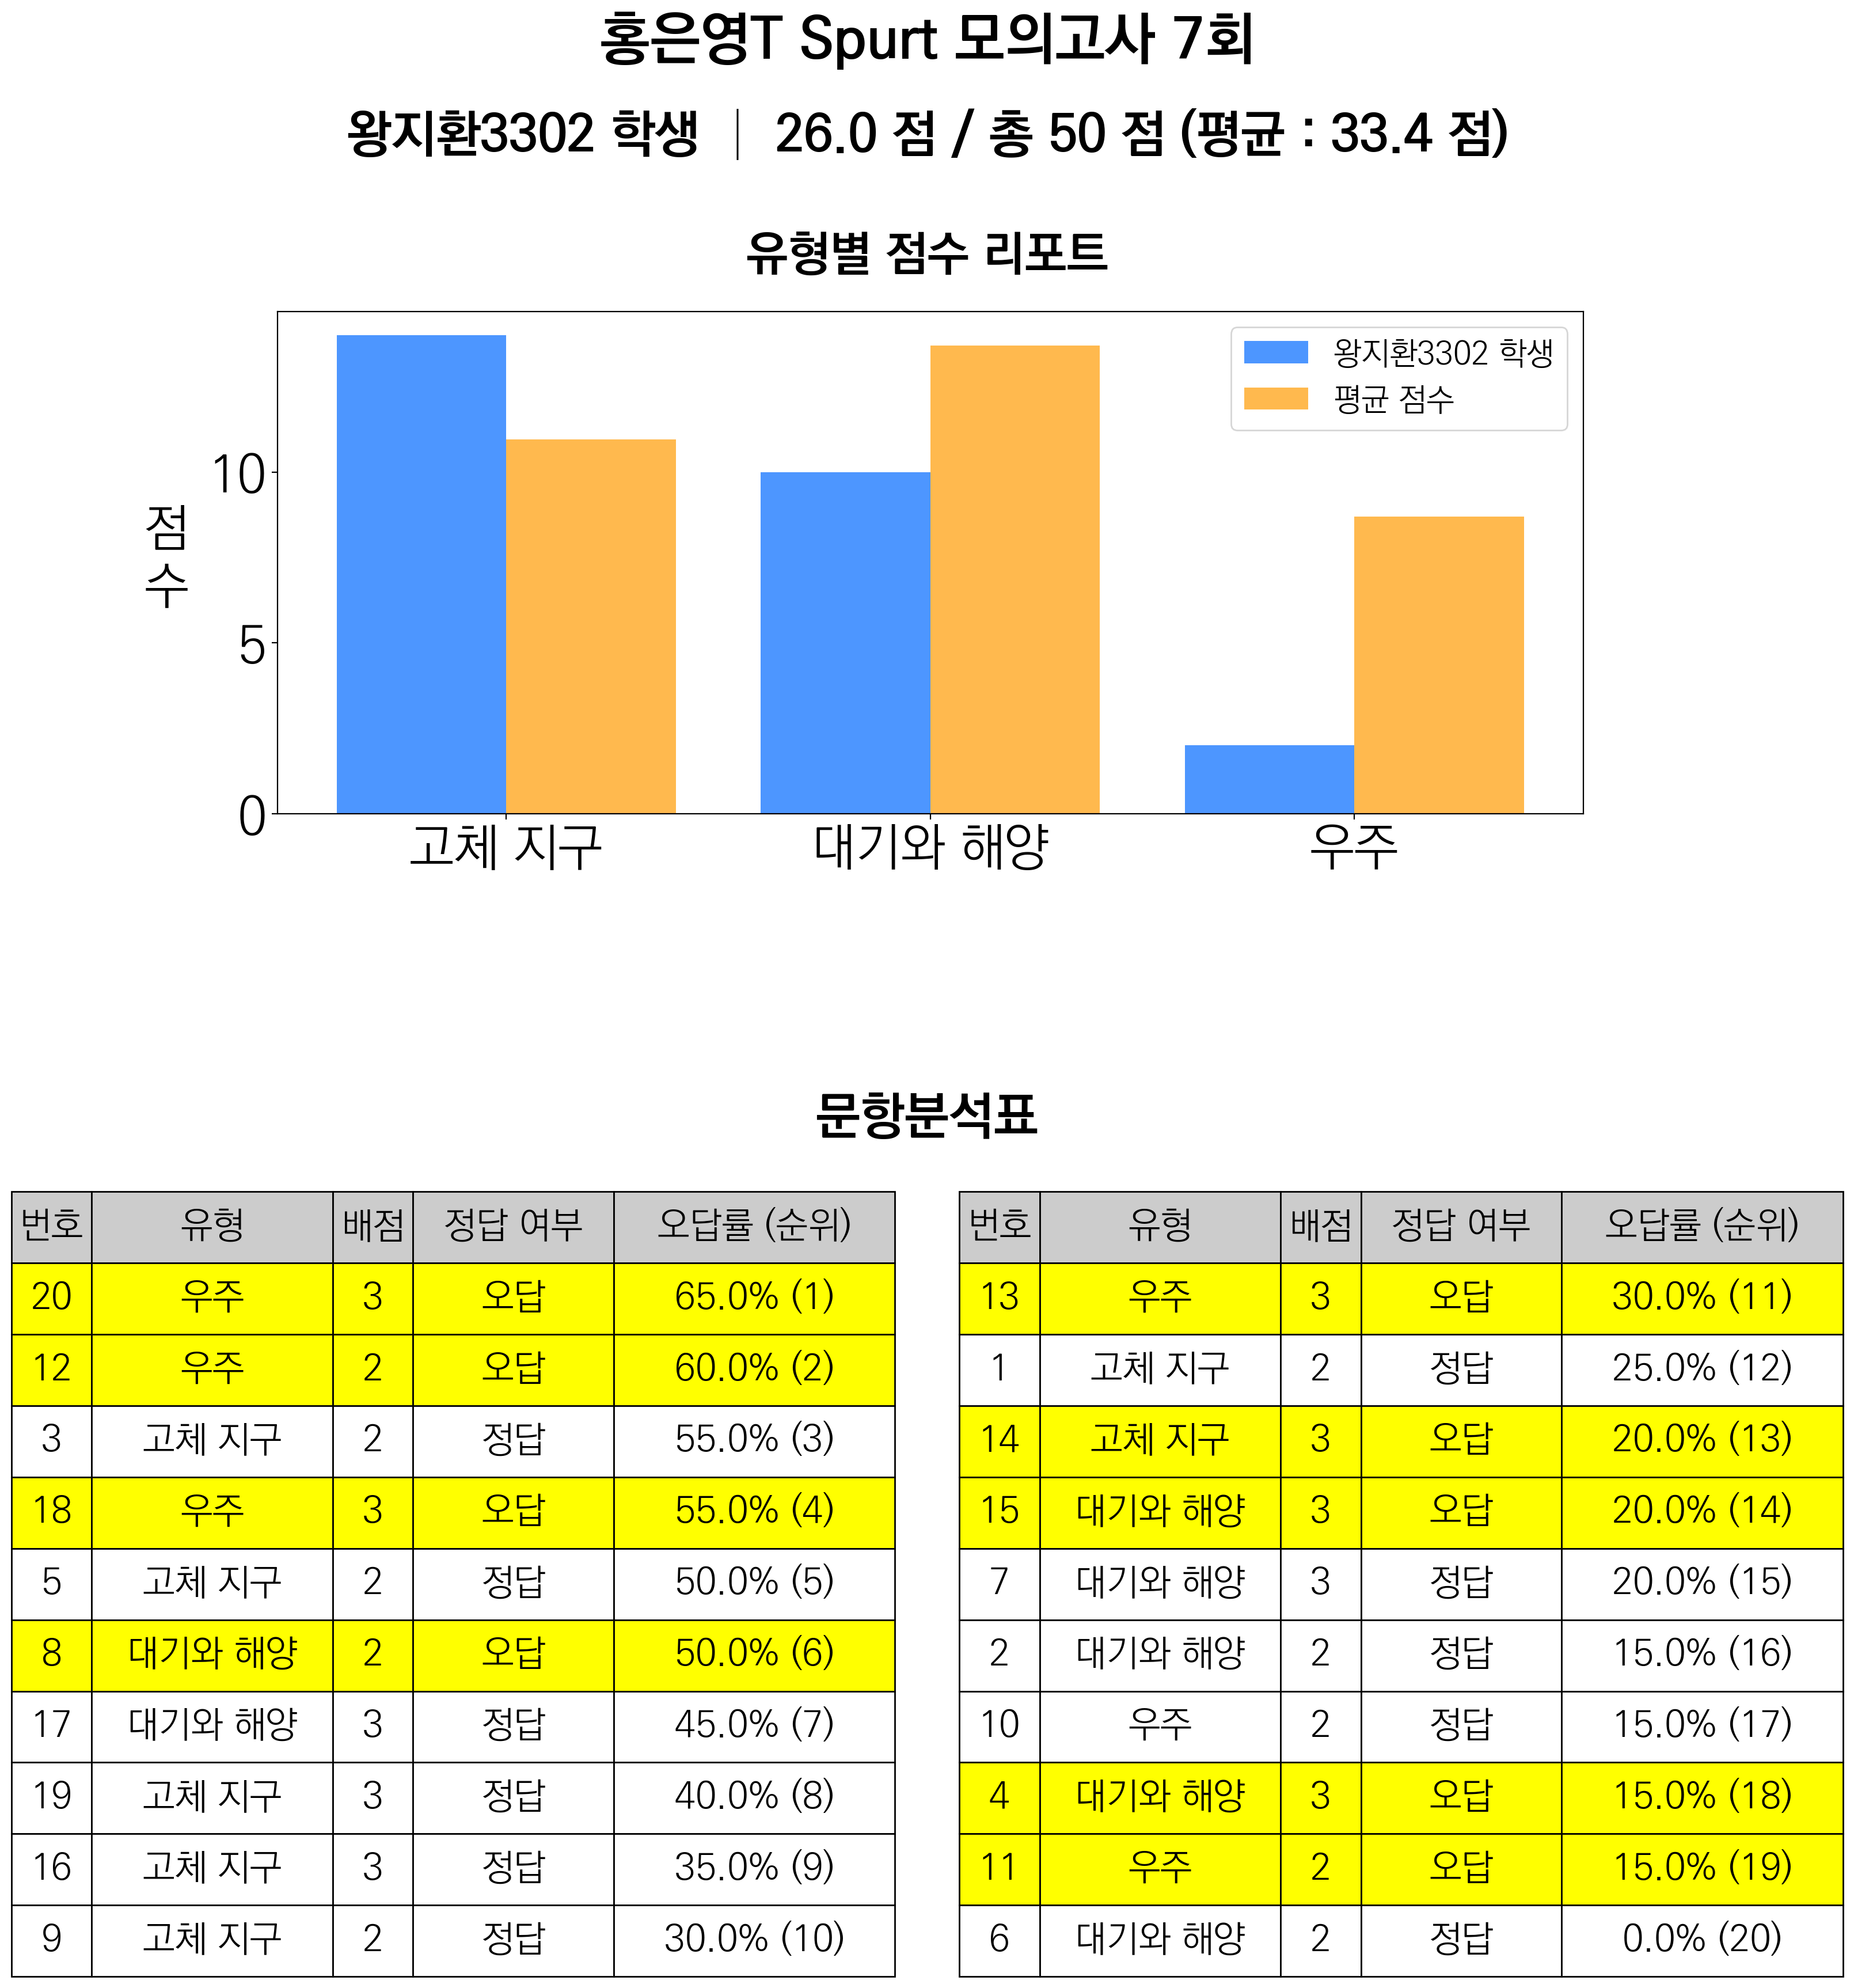 홍은영T Spurt 모의고사 7회
왕지환3302 학생 | 26.0 점 / 총 50 점 (평균 : 33.4 점)
유형별 점수 리포트
왕지환3302 학생
평균 점수
점
수
10
5
0
고체 지구 대기와 해양 우주
문항분석표
번호 유형 배점 정답 여부 오답률 (순위)
20 우주 3 오답 65.0% (1)
12 우주 2 오답 60.0% (2)
3 고체 지구 2 정답 55.0% (3)
18 우주 3 오답 55.0% (4)
5 고체 지구 2 정답 50.0% (5)
8 대기와 해양 2 오답 50.0% (6)
17 대기와 해양 3 정답 45.0% (7)
19 고체 지구 3 정답 40.0% (8)
16 고체 지구 3 정답 35.0% (9)
9 고체 지구 2 정답 30.0% (10)
번호 유형 배점 정답 여부 오답률 (순위)
13 우주 3 오답 30.0% (11)
1 고체 지구 2 정답 25.0% (12)
14 고체 지구 3 오답 20.0% (13)
15 대기와 해양 3 오답 20.0% (14)
7 대기와 해양 3 정답 20.0% (15)
2 대기와 해양 2 정답 15.0% (16)
10 우주 2 정답 15.0% (17)
4 대기와 해양 3 오답 15.0% (18)
11 우주 2 오답 15.0% (19)
6 대기와 해양 2 정답 0.0% (20)